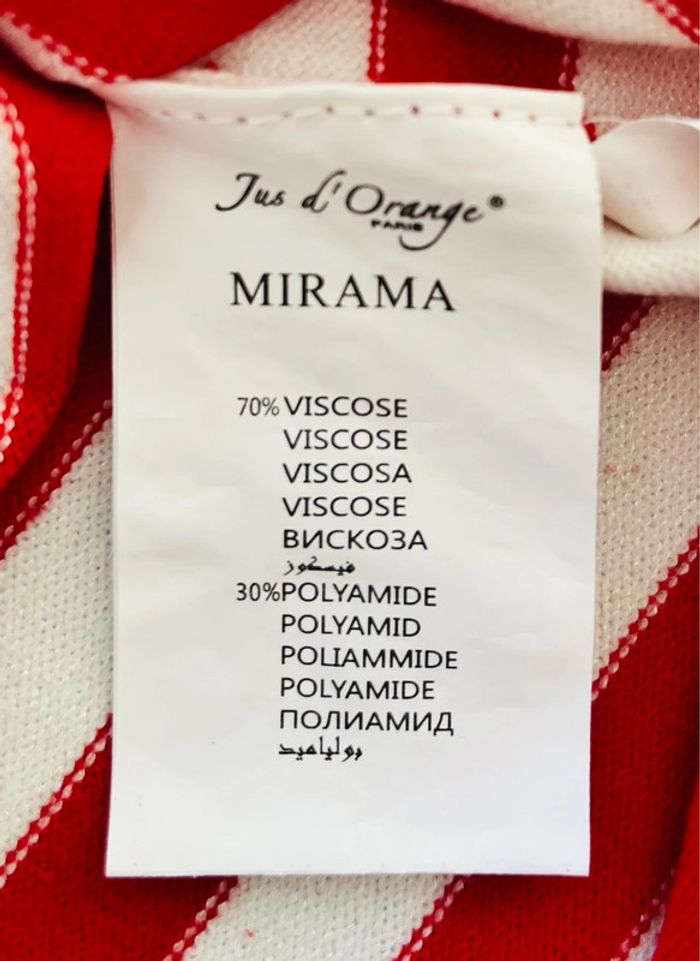 Jus d'Orange®
PARIS
MIRAMA
70% VISCOSE
VISCOSE
VISCOSA
VISCOSE
ВИСКОЗА
فيسكوز
30% POLYAMIDE
POLYAMID
POLIAMMIDE
POLYAMIDE
ПОЛИАМИД
بولياميد